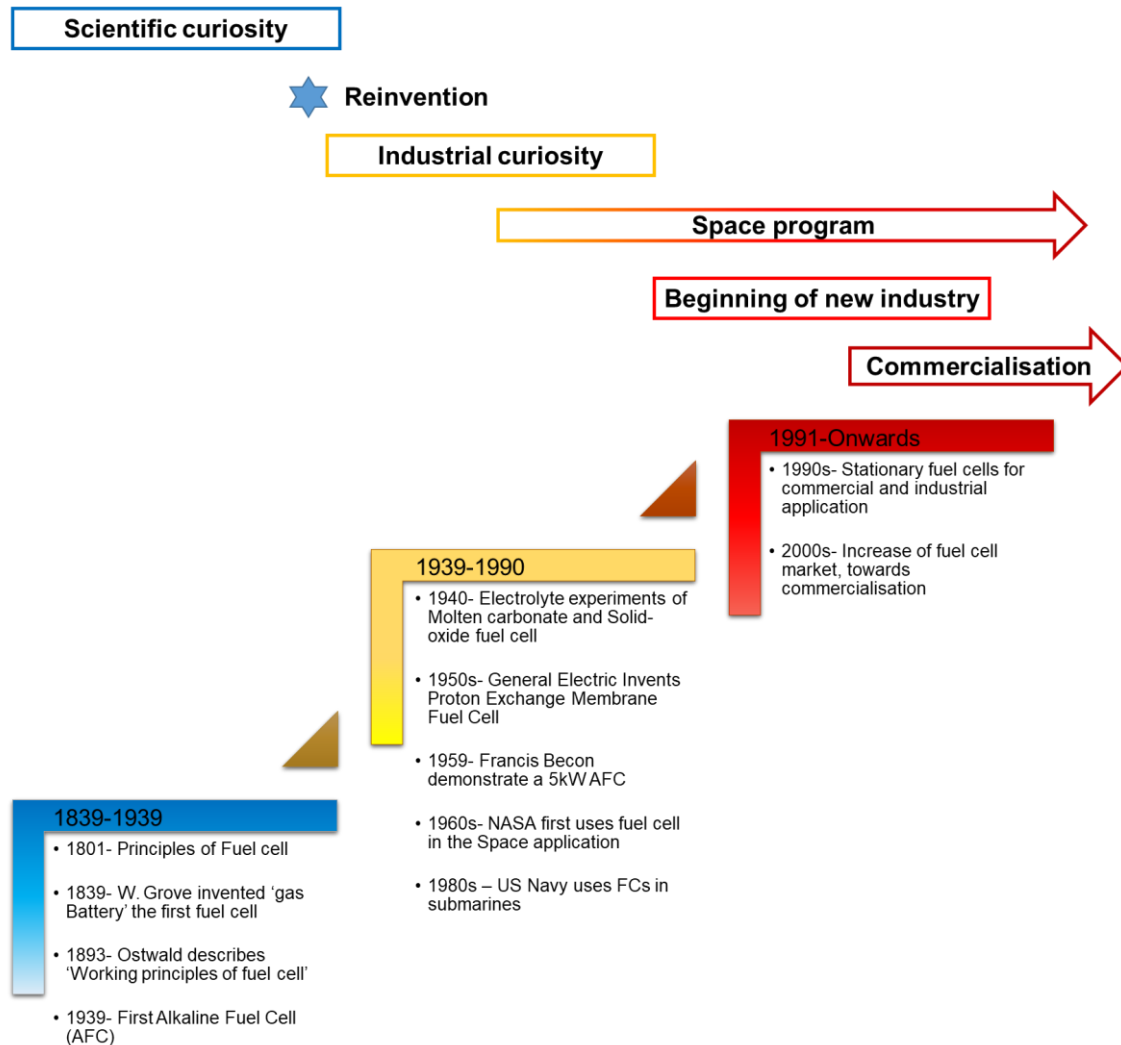 Scientific curiosity
Reinvention
Industrial curiosity
Space program
Beginning of new industry
Commercialisation
1991-Onwards
• 1990s- Stationary fuel cells for
commercial and industrial
application
• 2000s- Increase of fuel cell
market, towards
commercialisation
1939-1990
• 1940- Electrolyte experiments of
Molten carbonate and Solid-
oxide fuel cell
• 1950s- General Electric Invents
Proton Exchange Membrane
Fuel Cell
• 1959- Francis Becon
demonstrate a 5kW AFC
• 1960s- NASA first uses fuel cell
in the Space application
• 1980s – US Navy uses FCs in
submarines
1839-1939
• 1801- Principles of Fuel cell
• 1839- W. Grove invented ‘gas
Battery’ the first fuel cell
• 1893- Ostwald describes
‘Working principles of fuel cell’
• 1939- First Alkaline Fuel Cell
(AFC)